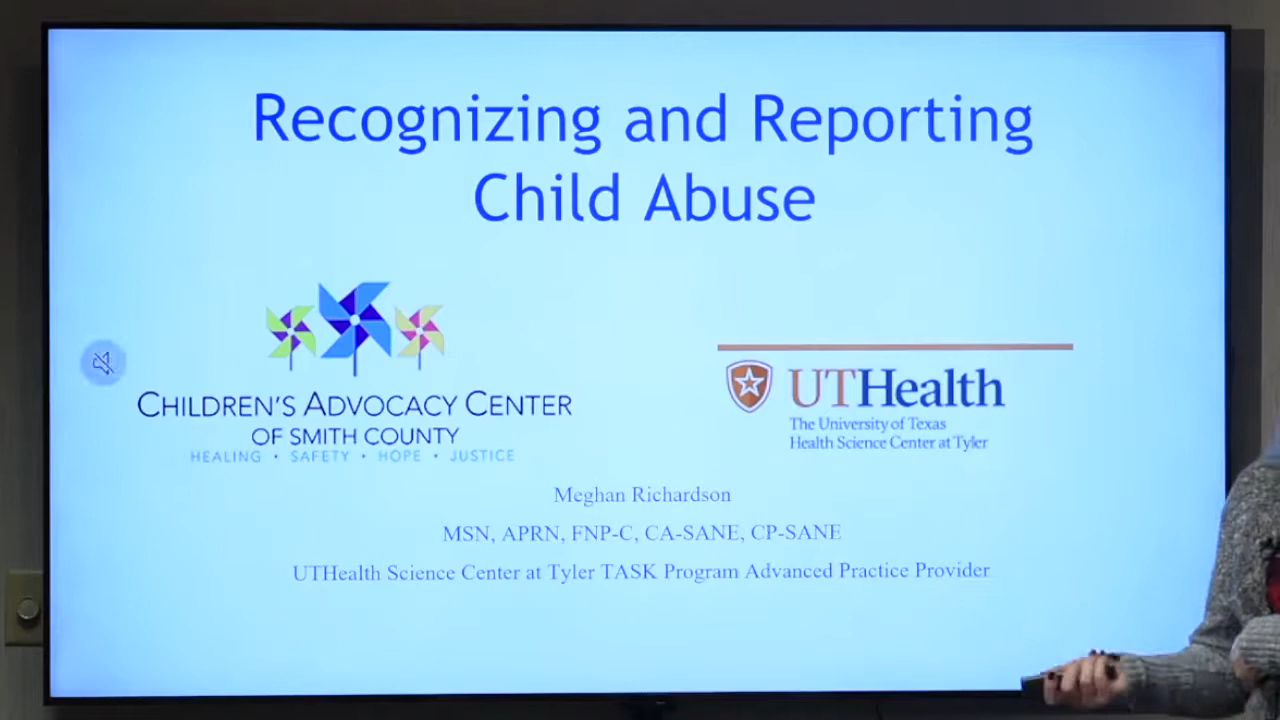 Recognizing and Reporting
Child Abuse
CHILDREN'S ADVOCACY CENTER
OF SMITH COUNTY
HEALING • SAFETY • HOPE • JUSTICE
UTHealth
The University of Texas
Health Science Center at Tyler
Meghan Richardson
MSN, APRN, FNP-C, CA-SANE, CP-SANE
UTHealth Science Center at Tyler TASK Program Advanced Practice Provider